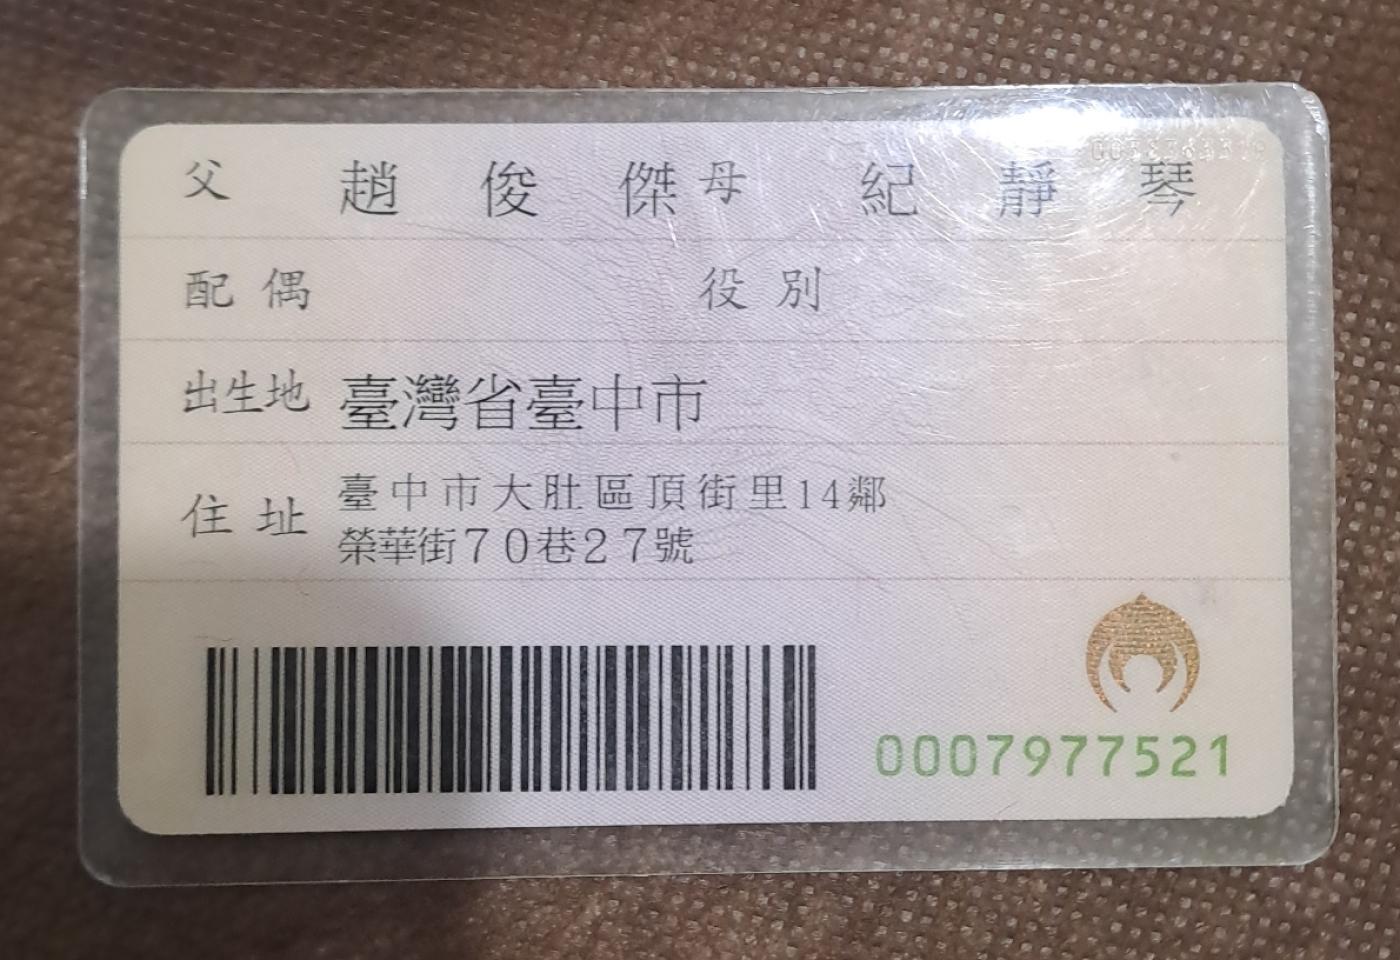 父 趙俊傑 母 紀靜琴
配偶 役別
出生地 臺灣省臺中市
住址 臺中市大肚區頂街里14鄰
榮華街70巷27號
0007977521